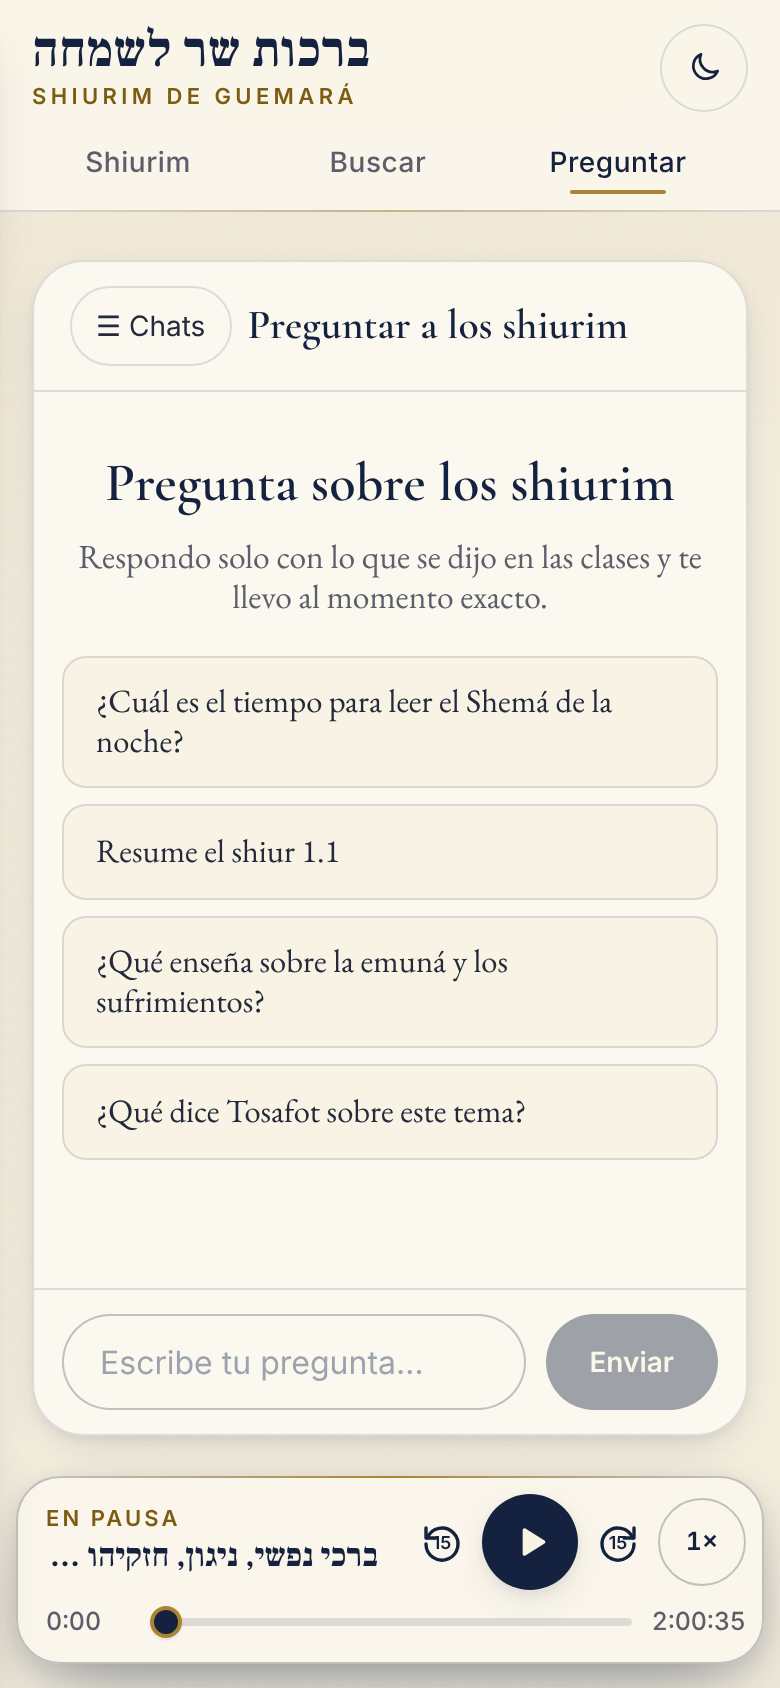 ברכות שר לשמחה
SHIURIM DE GUEMARÁ
Shiurim
Buscar
Preguntar
☰ Chats
Preguntar a los shiurim
Pregunta sobre los shiurim
Respondo solo con lo que se dijo en las clases y te
llevo al momento exacto.
¿Cuál es el tiempo para leer el Shemá de la
noche?
Resume el shiur 1.1
¿Qué enseña sobre la emuná y los
sufrimientos?
¿Qué dice Tosafot sobre este tema?
Escribe tu pregunta...
Enviar
EN PAUSA
ברכי נפשי, ניגון, חזקיהו ...
15
15
1×
0:00
2:00:35